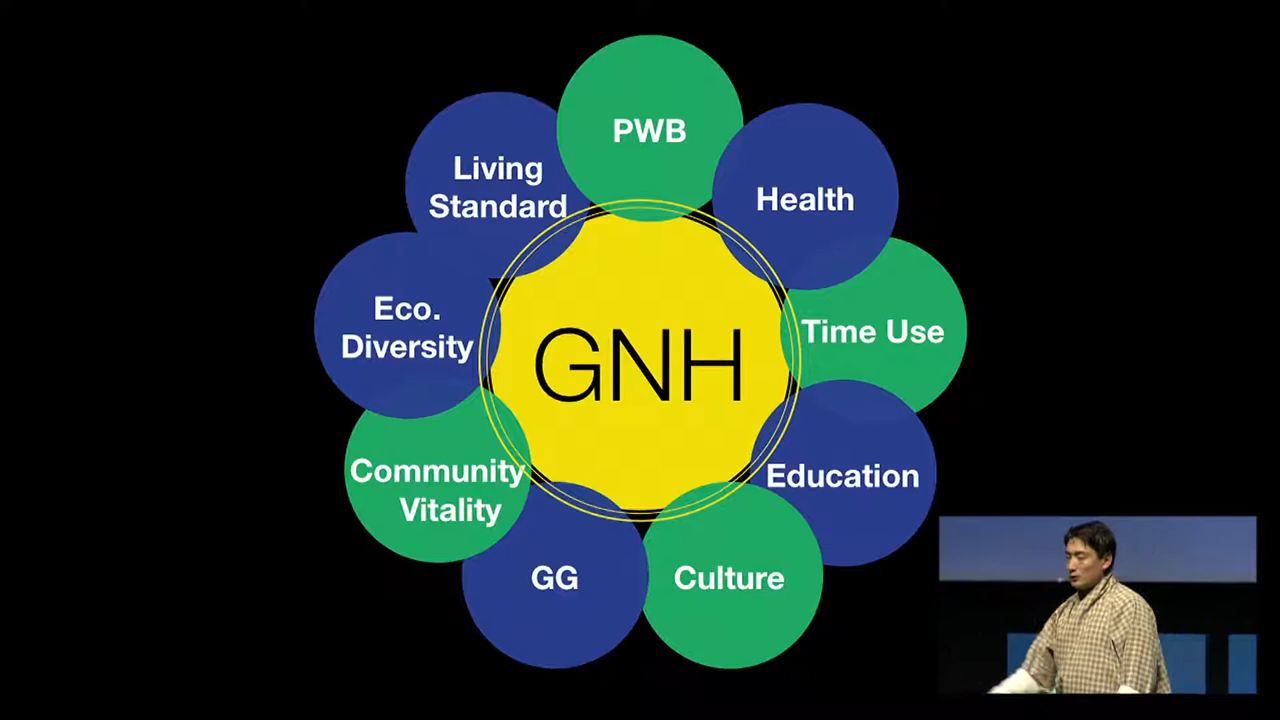 PWB
Health
Time Use
Education
Culture
GG
Community
Vitality
Eco.
Diversity
Living
Standard
GNH